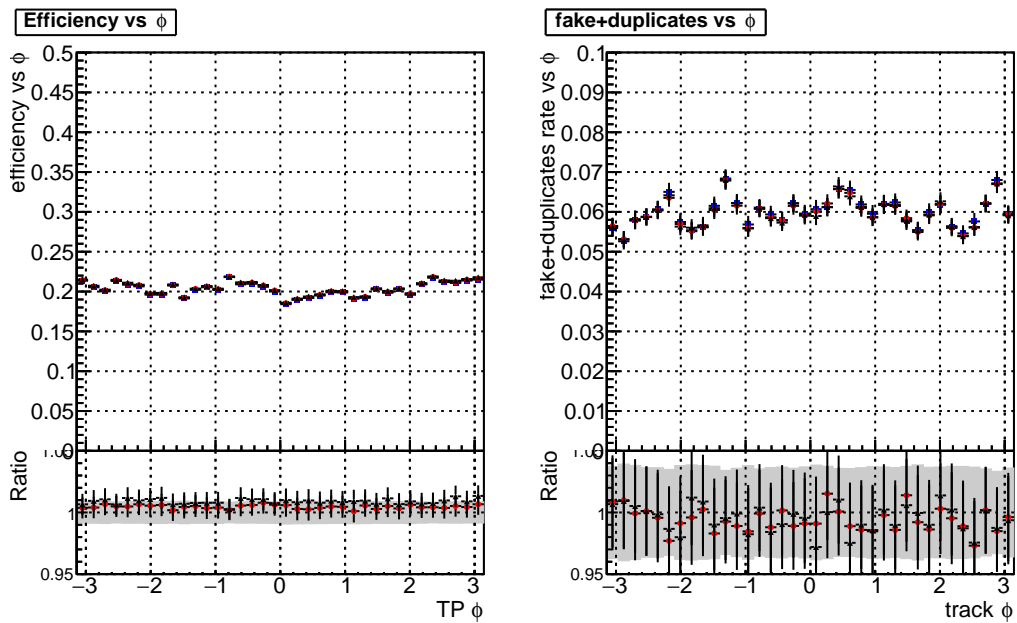 Efficiency vs ϕ
efficiency vs ϕ
0.5
0.45
0.4
0.35
0.3
0.25
0.2
0.15
0.1
0.05
0
Ratio
1
0.95
−3 −2 −1 0 1 2 3
TP ϕ
fake+duplicates vs ϕ
fake+duplicates rate vs ϕ
0.1
0.09
0.08
0.07
0.06
0.05
0.04
0.03
0.02
0.01
0
Ratio
1
0.95
−3 −2 −1 0 1 2 3
track ϕ